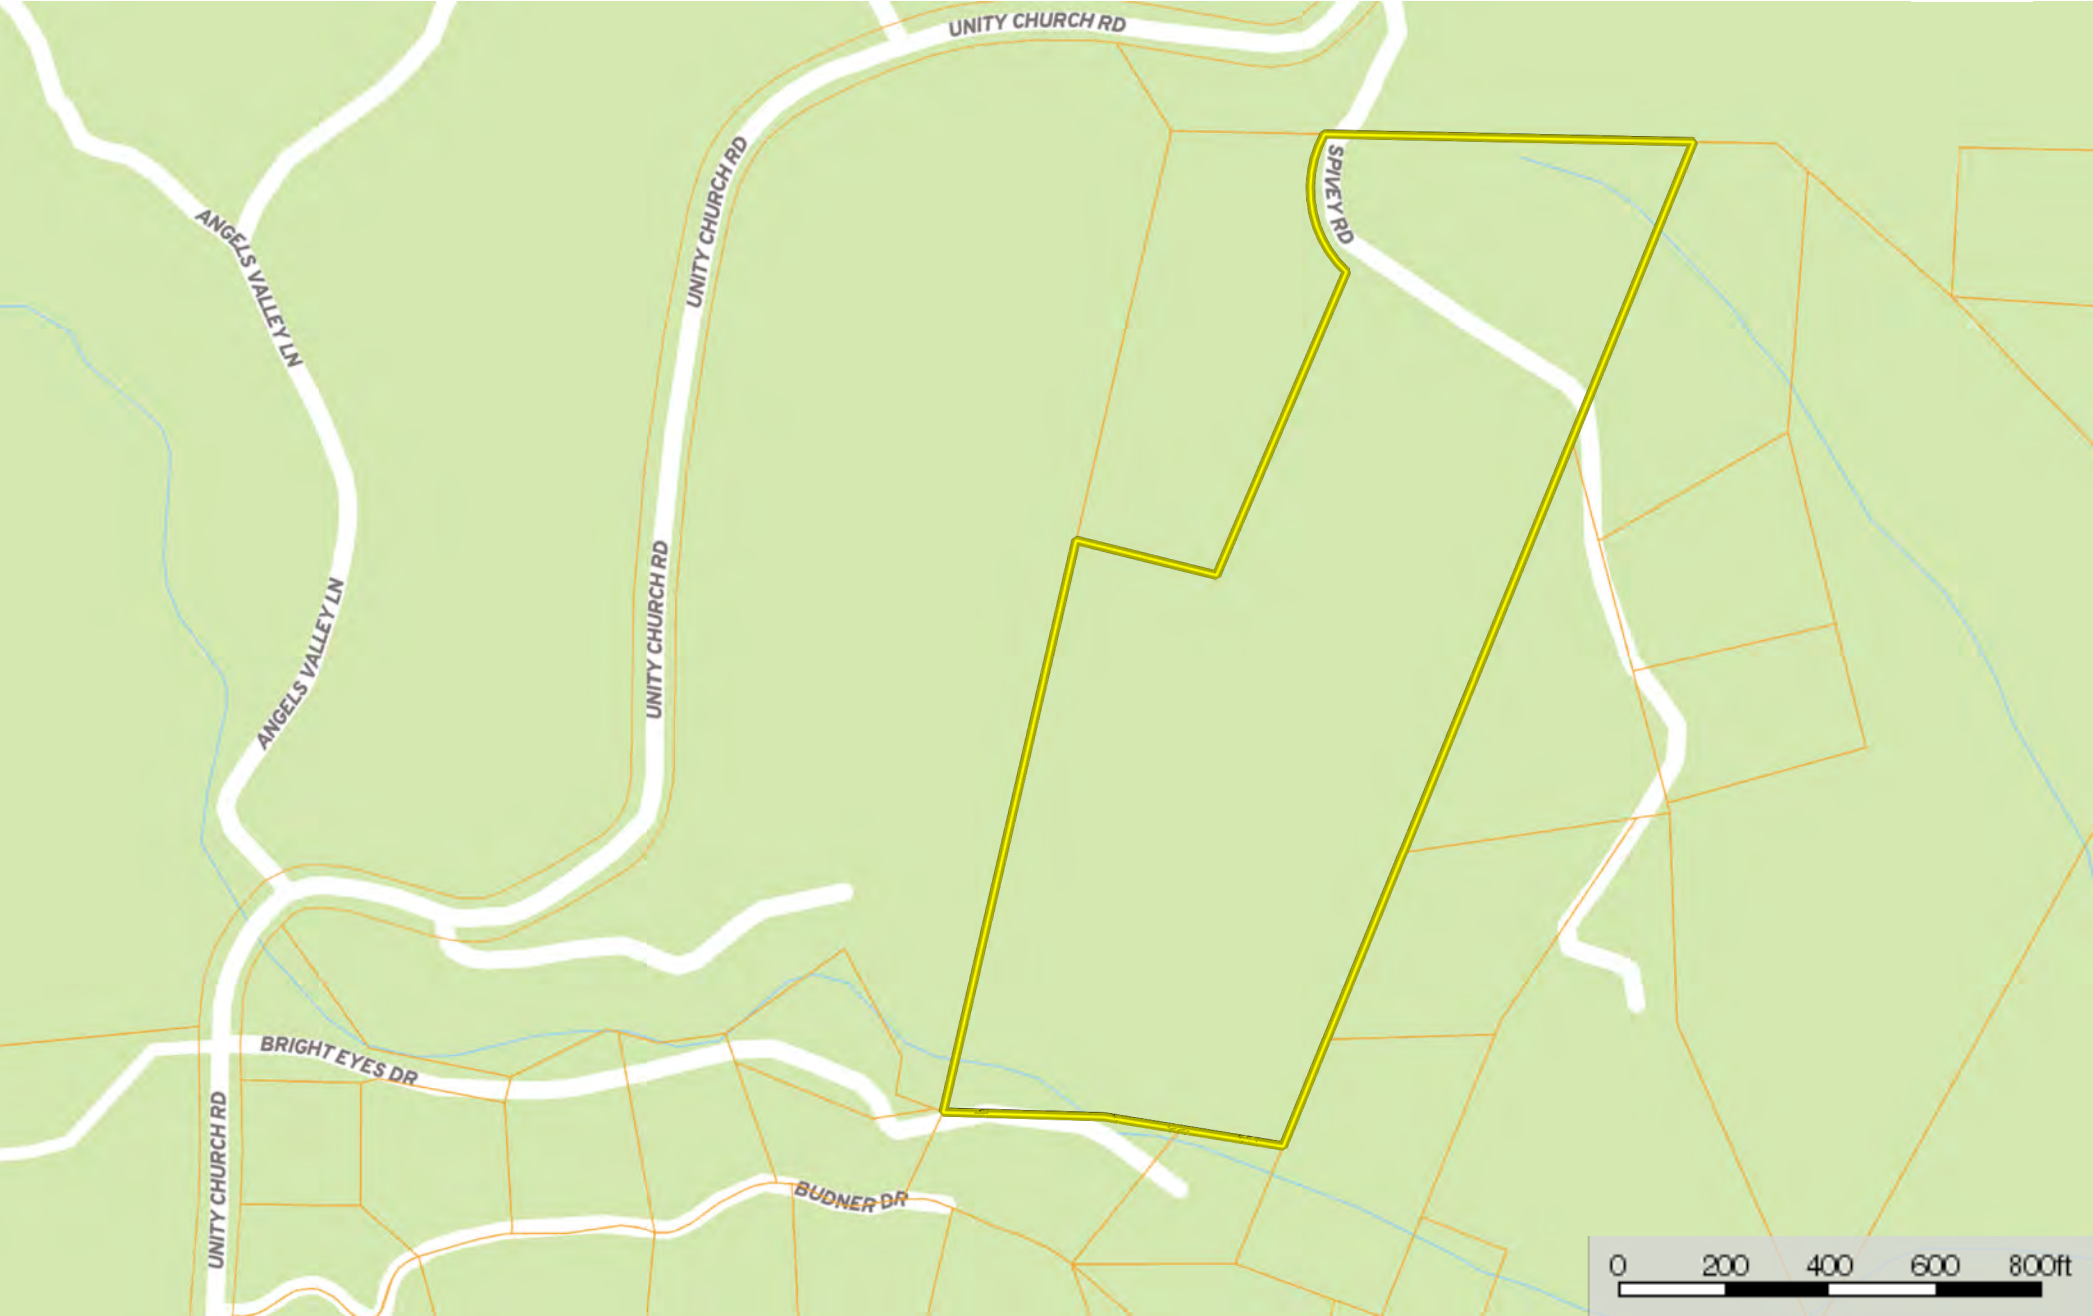 UNITY CHURCH RD
UNITY CHURCH RD
SPIVEY RD
ANGELS VALLEY LN
UNITY CHURCH RD
ANGELS VALLEY LN
BRIGHT EYES DR
UNITY CHURCH RD
BUDNER DR
0 200 400 600 800ft